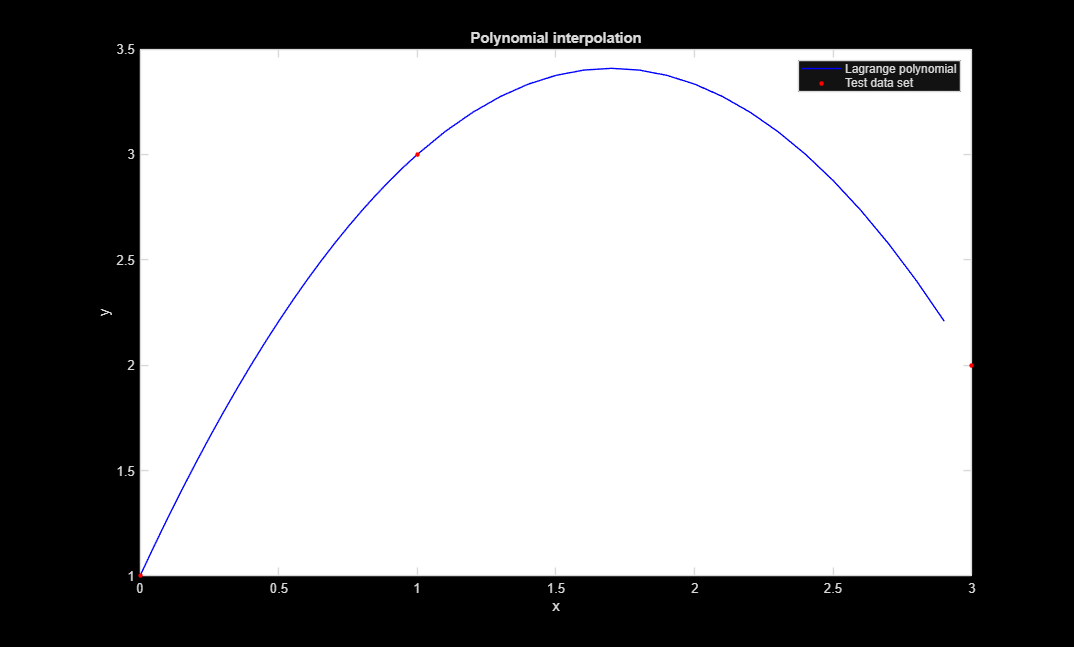 Polynomial interpolation
3.5
Lagrange polynomial
Test data set
3
2.5
y
2
1.5
1
0 0.5 1 1.5 2 2.5 3
x